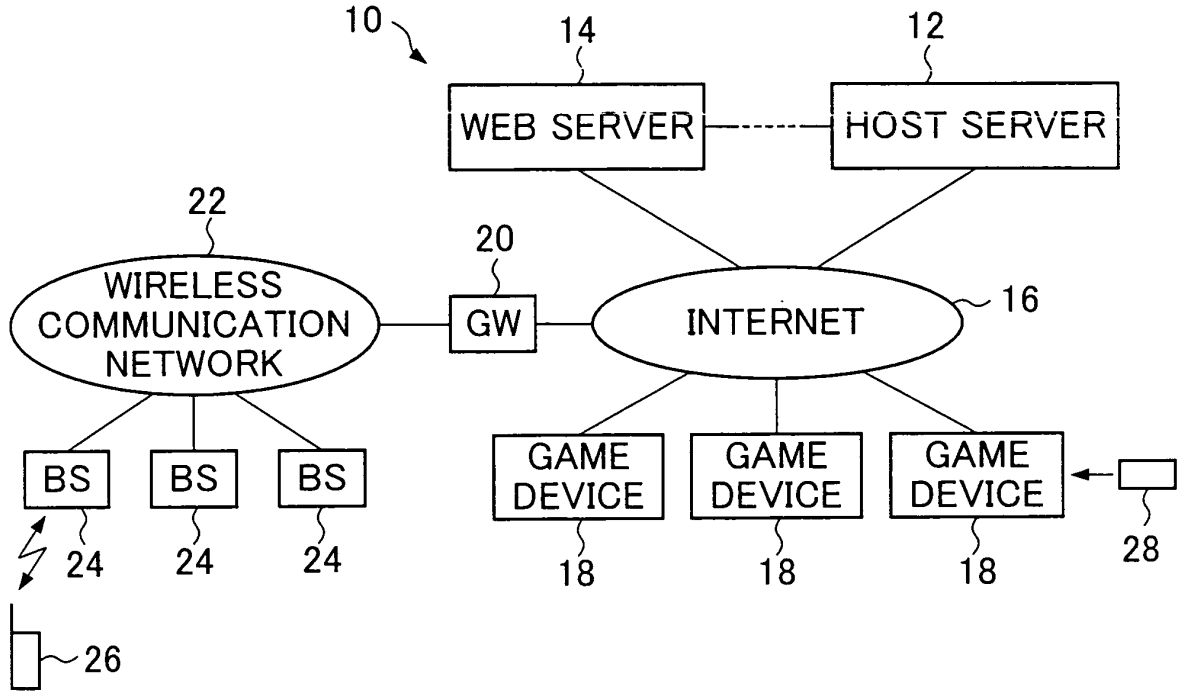 10
14
12
WEB SERVER
HOST SERVER
22
20
WIRELESS
COMMUNICATION
NETWORK
GW
INTERNET
16
BS
BS
BS
GAME
DEVICE
GAME
DEVICE
GAME
DEVICE
24
24
24
18
18
18
28
26